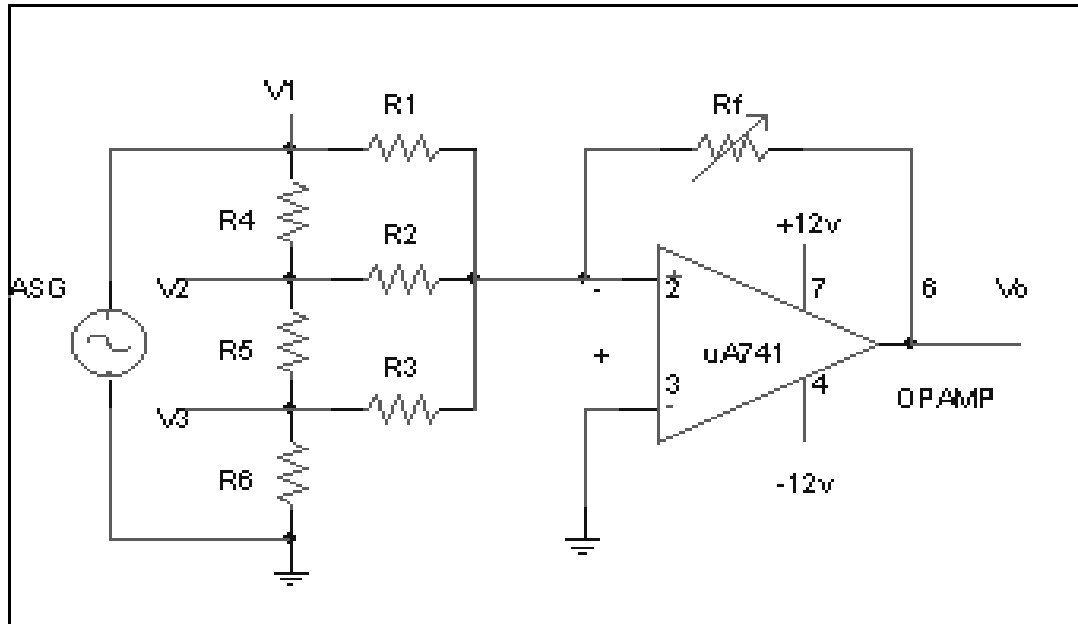 V1
R1
Rf
R4
R2
+12v
ASG
V2
-
+
2
7
6
Vo
R5
+
uA741
R3
3
-
4
OPAMP
V3
R6
-12v